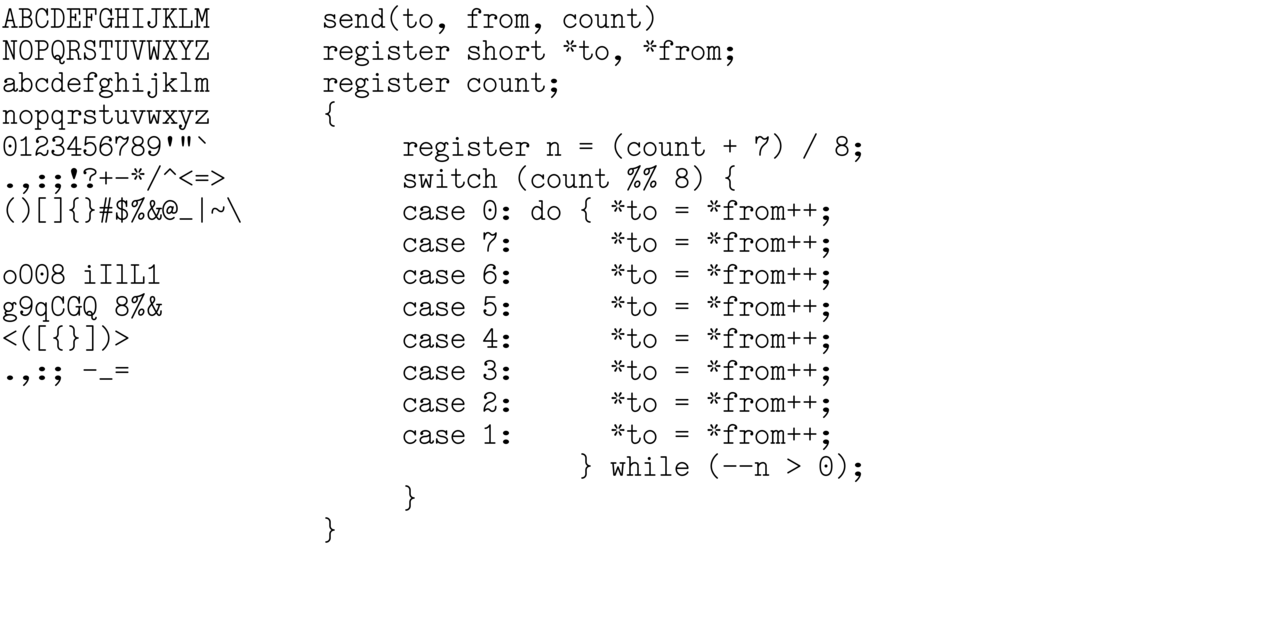 ABCDEFGHIJKLM
NOPQRSTUVWXYZ
abcdefghijklm
nopqrstuvwxyz
0123456789'"`
.,:;!?+-*/^<=>
()[]{}#$%&@_|~\
oO08 iIlL1
g9qCGQ 8%&
<([{}])>
.,:; -_=
send(to, from, count)
register short *to, *from;
register count;
{
     register n = (count + 7) / 8;
     switch (count %% 8) {
     case 0: do { *to = *from++;
     case 7:      *to = *from++;
     case 6:      *to = *from++;
     case 5:      *to = *from++;
     case 4:      *to = *from++;
     case 3:      *to = *from++;
     case 2:      *to = *from++;
     case 1:      *to = *from++;
                } while (--n > 0);
     }
}